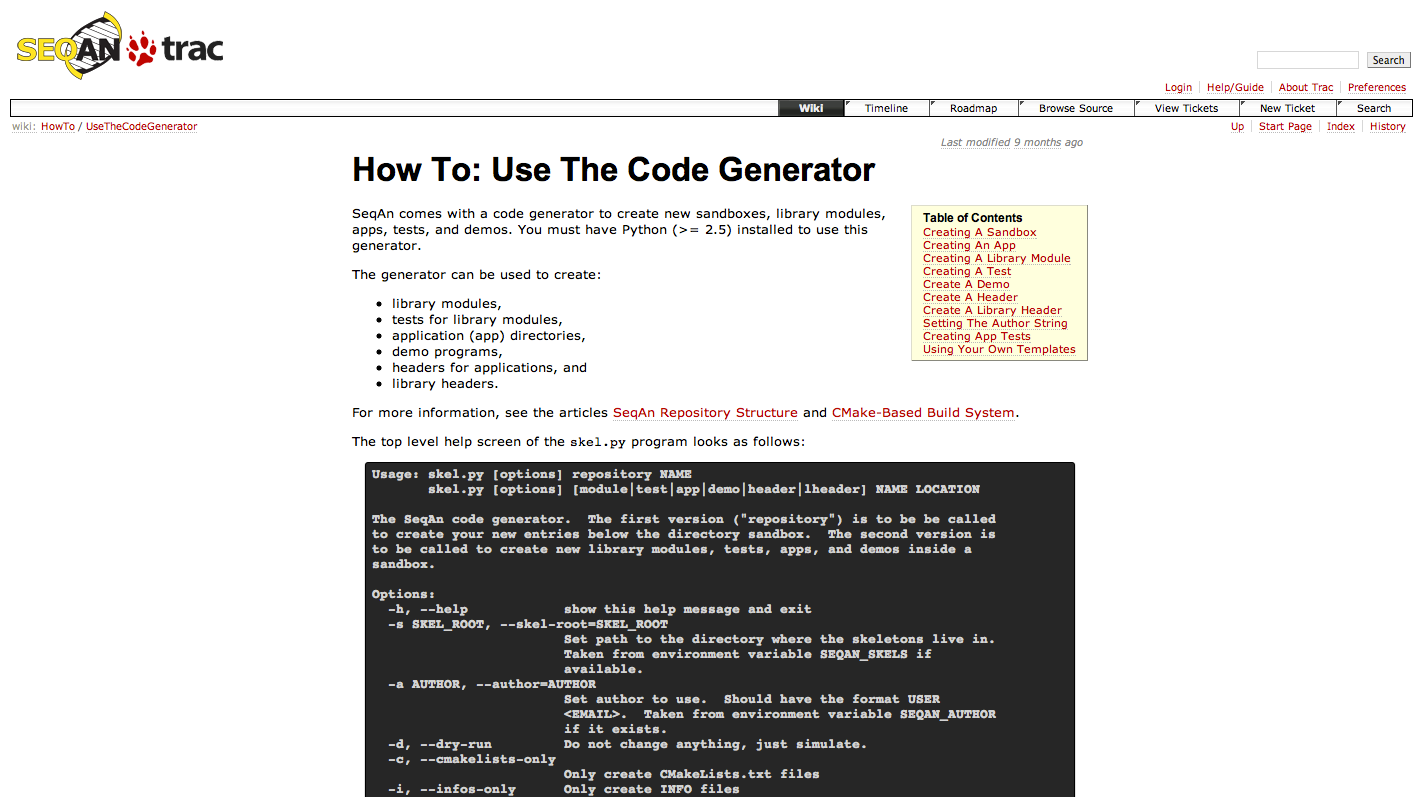 SEQAN trac
Search
Login Help/Guide About Trac Preferences
Wiki Timeline Roadmap Browse Source View Tickets New Ticket Search
wiki: HowTo / UseTheCodeGenerator
Up Start Page Index History
Last modified 9 months ago
How To: Use The Code Generator
SeqAn comes with a code generator to create new sandboxes, library modules,
apps, tests, and demos. You must have Python (>= 2.5) installed to use this
generator.
Table of Contents
Creating A Sandbox
Creating An App
Creating A Library Module
Creating A Test
Create A Demo
Create A Header
Create A Library Header
Setting The Author String
Creating App Tests
Using Your Own Templates
The generator can be used to create:
• library modules,
• tests for library modules,
• application (app) directories,
• demo programs,
• headers for applications, and
• library headers.
For more information, see the articles SeqAn Repository Structure and CMake-Based Build System.
The top level help screen of the skel.py program looks as follows:
Usage: skel.py [options] repository NAME
skel.py [options] [module|test|app|demo|header|lheader] NAME LOCATION
The SeqAn code generator.  The first version ("repository") is to be be called
to create your new entries below the directory sandbox.  The second version is
to be called to create new library modules, tests, apps, and demos inside a
sandbox.
Options:
-h, --help            show this help message and exit
-s SKEL_ROOT, --skel-root=SKEL_ROOT
Set path to the directory where the skeletons live in.
Taken from environment variable SEQAN_SKELS if
available.
-a AUTHOR, --author=AUTHOR
Set author to use.  Should have the format USER
<EMAIL>.  Taken from environment variable SEQAN_AUTHOR
if it exists.
-d, --dry-run         Do not change anything, just simulate.
-c, --cmakelists-only
Only create CMakeLists.txt files
-i, --infos-only      Only create INFO files